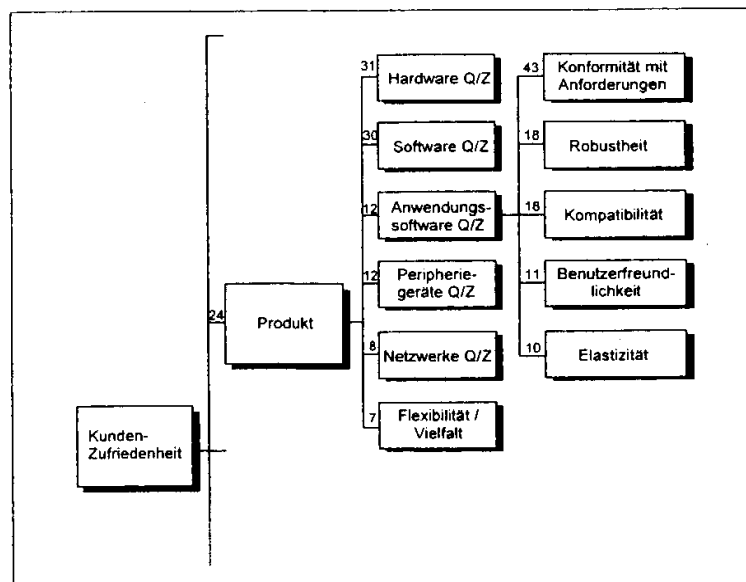 31
Hardware Q/Z
43
Konformität mit
Anforderungen
30
Software Q/Z
18
Robustheit
12
Anwendungs-
software Q/Z
18
Kompatibilität
12
Peripherie-
geräte Q/Z
11
Benutzerfreund-
lichkeit
24
Produkt
8
Netzwerke Q/Z
10
Elastizität
7
Flexibilität /
Vielfalt
Kunden-
Zufriedenheit